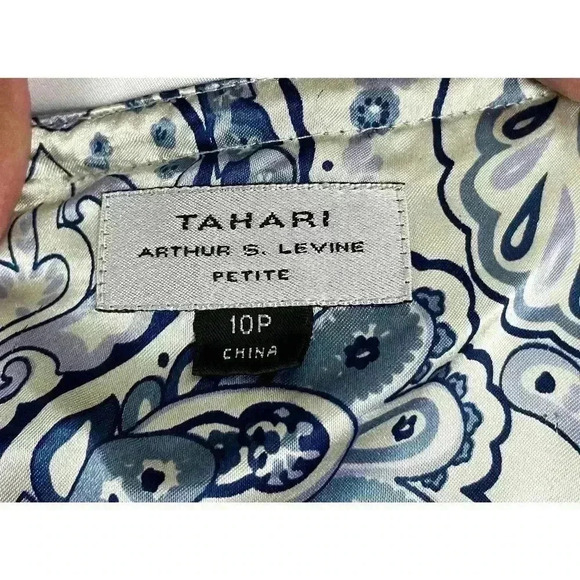 TAHARI
ARTHUR S. LEVINE
PETITE
10P
CHINA